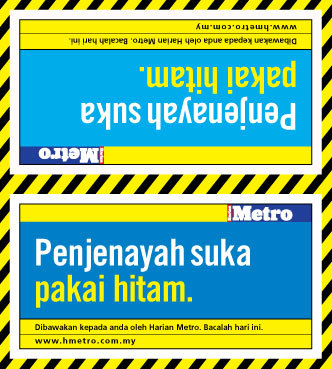 www.hmetro.com.my
Dibawakan kepada anda oleh Harian Metro. Bacalah hari ini.
pakai hitam.
Penjenayah suka
Metro
Metro
Penjenayah suka
pakai hitam.
Dibawakan kepada anda oleh Harian Metro. Bacalah hari ini.
www.hmetro.com.my